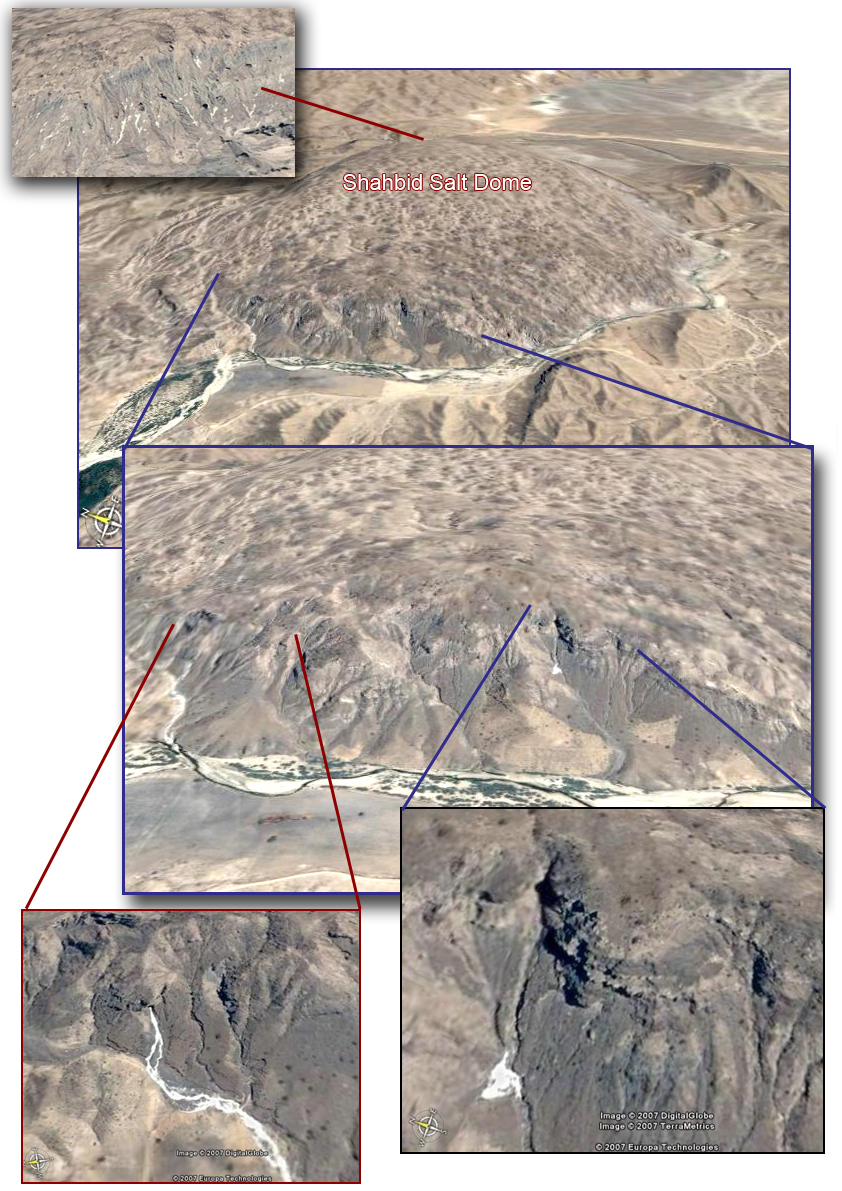 Shahbid Salt Dome
Image © 2007 DigitalGlobe
Image © 2007 TerraMetrics
© 2007 Europa Technologies
Image © 2007 DigitalGlobe
© 2007 Europa Technologies